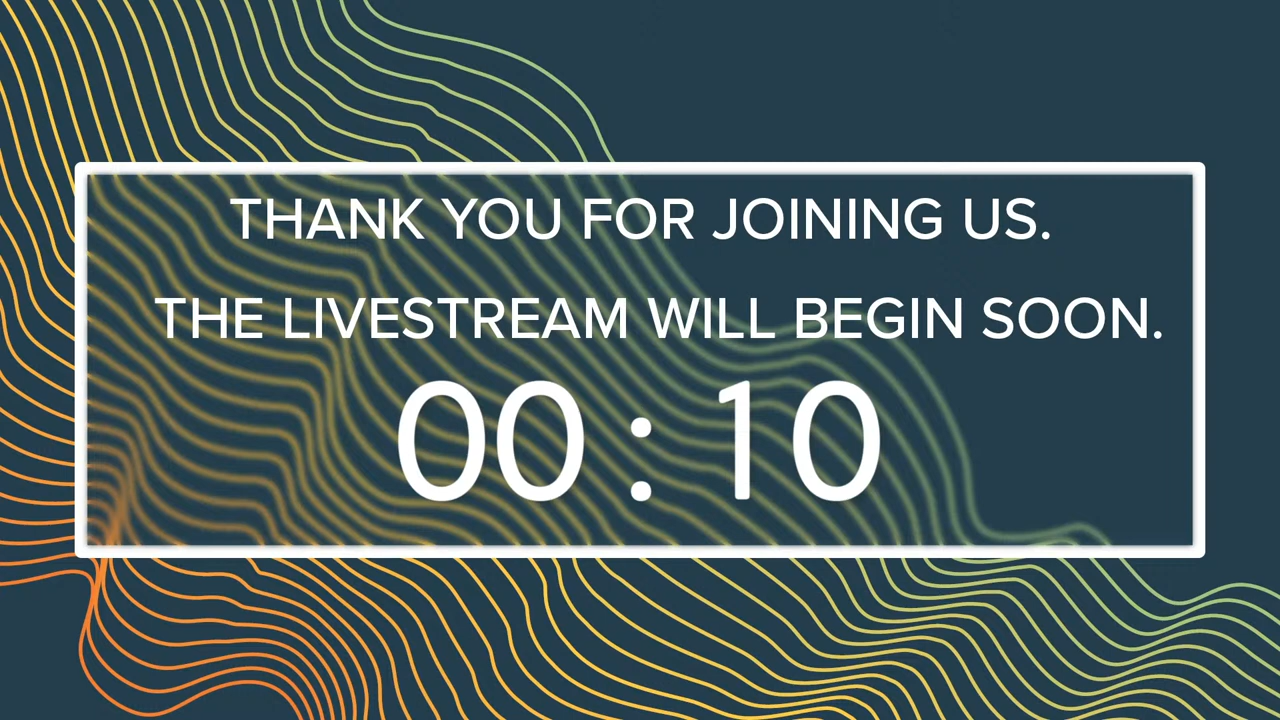 THANK YOU FOR JOINING US.
THE LIVESTREAM WILL BEGIN SOON.
00 : 10